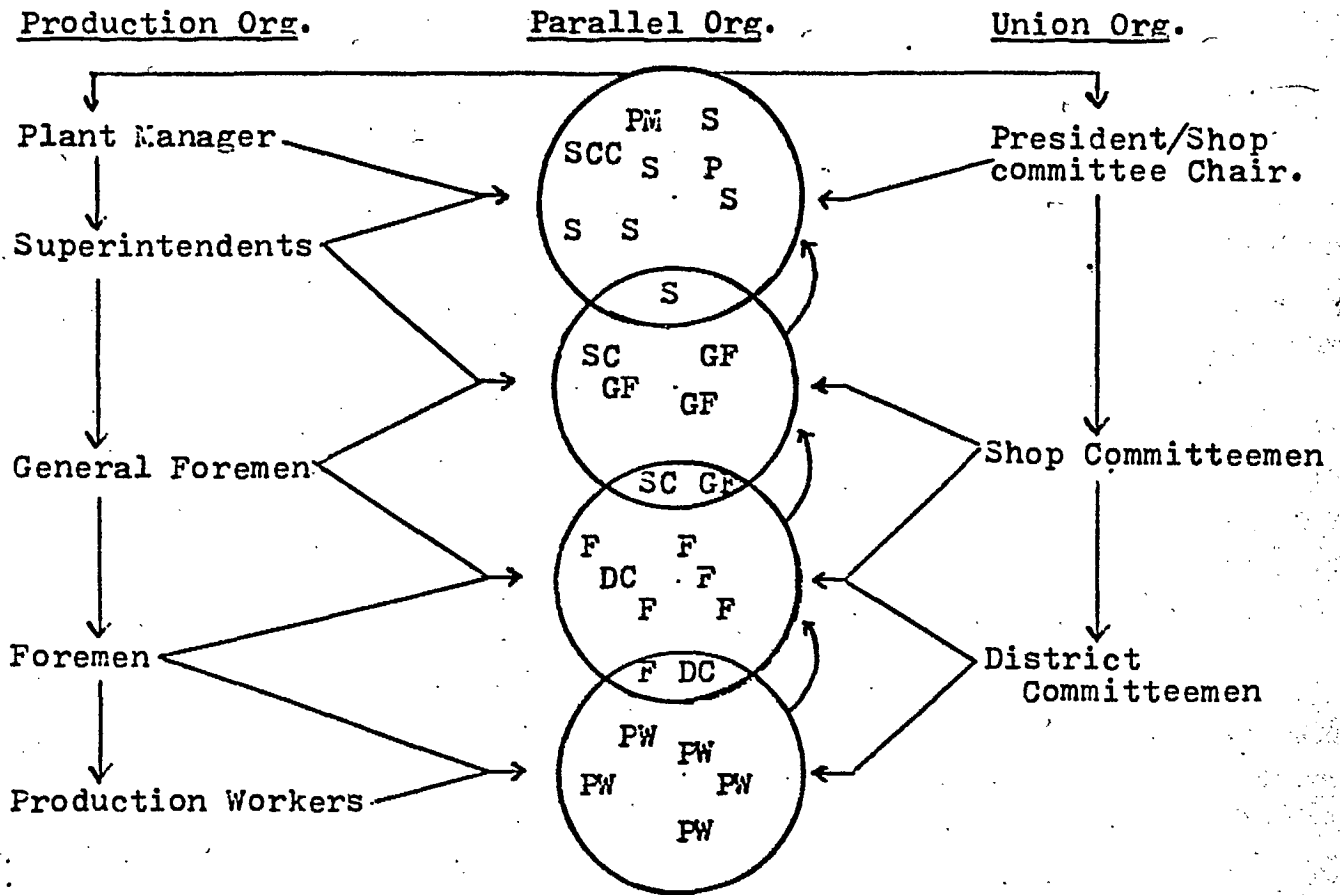 Production Org.
Parallel Org.
Union Org.
Plant Manager
Superintendents
General Foremen
Foremen
Production Workers
PM S
SCC S P
S
S S
S
SC GF
GF GF
SC GF
F F
DC F
F F
F DC
PW PW
PW PW
PW
President/Shop
committee Chair.
Shop Committeemen
District
Committeemen